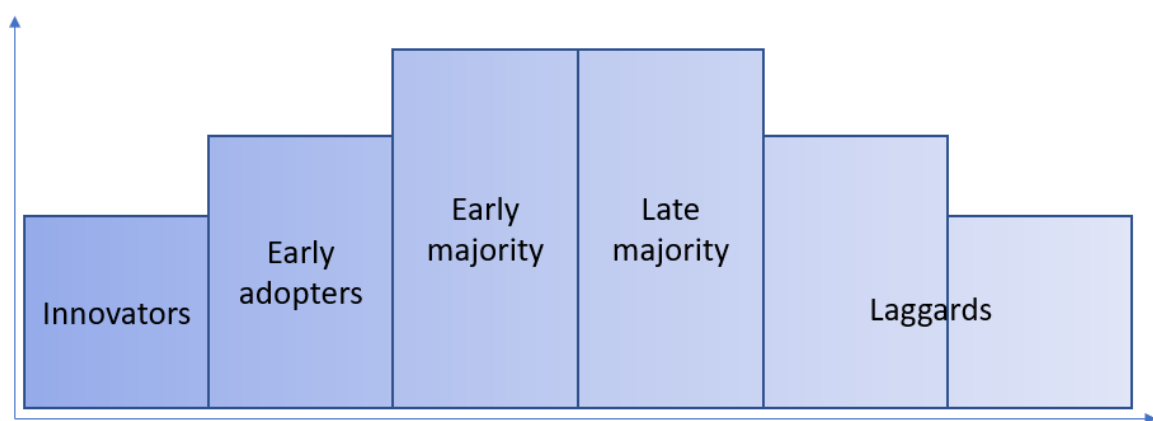 Innovators
Early
adopters
Early
majority
Late
majority
Laggards